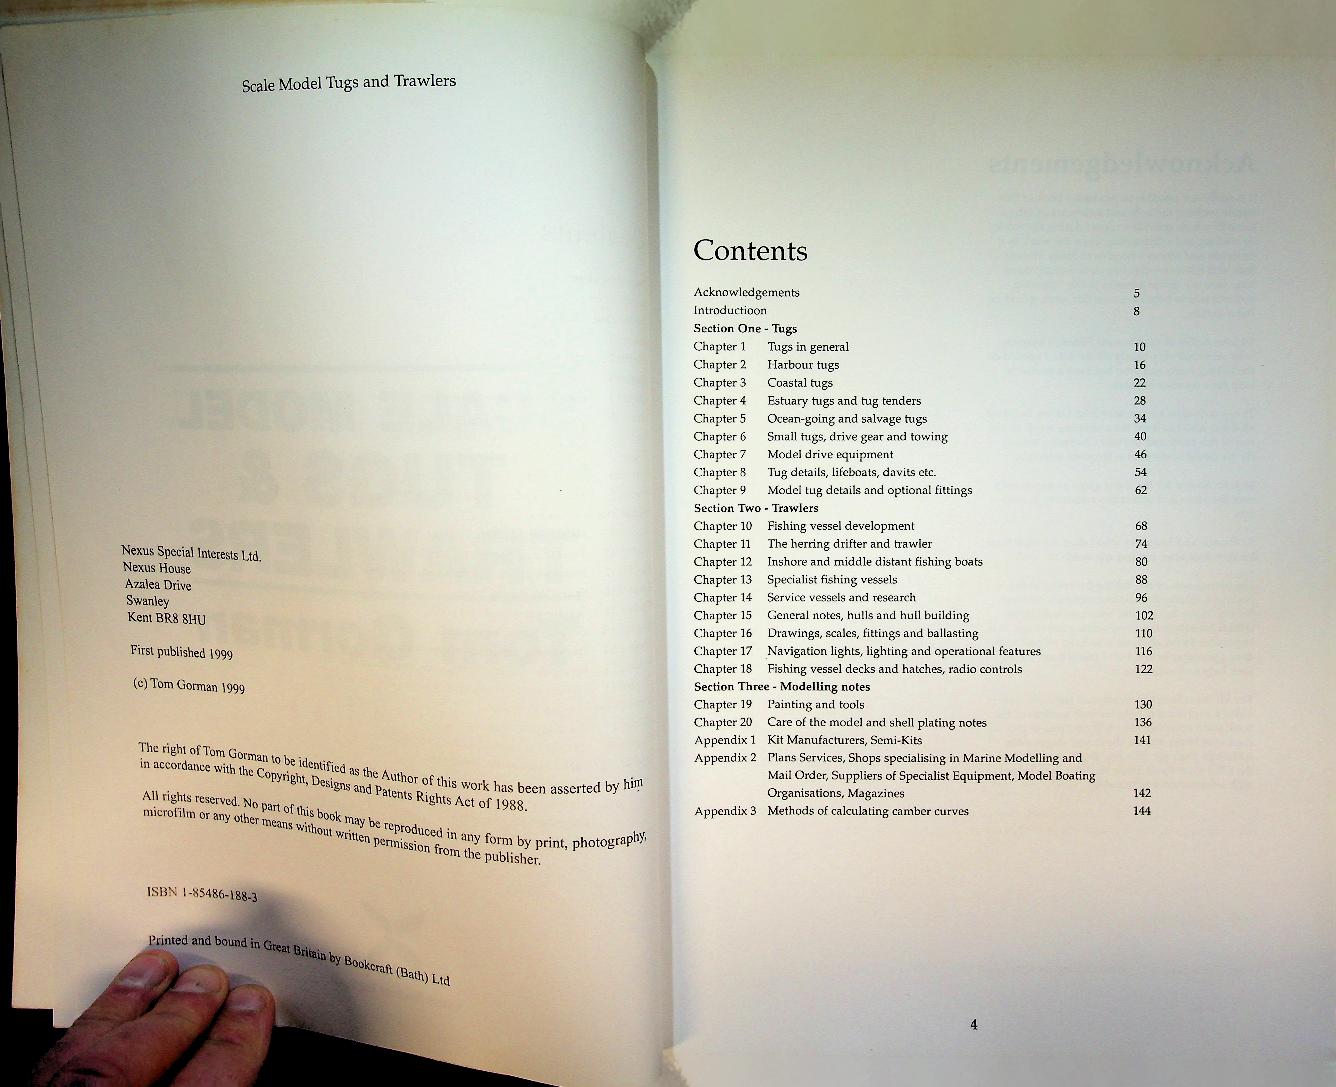 Scale Model Tugs and Trawlers
Nexus Special Interests Ltd.
Nexus House
Azalea Drive
Swanley
Kent BR8 8HU
First published 1999
(c) Tom Gorman 1999
The right of Tom Gorman to be identified as the Author of this work has been asserted by him
in accordance with the Copyright, Designs and Patents Rights Act of 1988.
All rights reserved. No part of this book may be reproduced in any form by print, photography,
microfilm or any other means without written permission from the publisher.
ISBN 1-85486-188-3
Printed and bound in Great Britain by Bookcraft (Bath) Ltd
Contents
Acknowledgements 5
Introductioon 8
Section One - Tugs
Chapter 1 Tugs in general 10
Chapter 2 Harbour tugs 16
Chapter 3 Coastal tugs 22
Chapter 4 Estuary tugs and tug tenders 28
Chapter 5 Ocean-going and salvage tugs 34
Chapter 6 Small tugs, drive gear and towing 40
Chapter 7 Model drive equipment 46
Chapter 8 Tug details, lifeboats, davits etc. 54
Chapter 9 Model tug details and optional fittings 62
Section Two - Trawlers
Chapter 10 Fishing vessel development 68
Chapter 11 The herring drifter and trawler 74
Chapter 12 Inshore and middle distant fishing boats 80
Chapter 13 Specialist fishing vessels 88
Chapter 14 Service vessels and research 96
Chapter 15 General notes, hulls and hull building 102
Chapter 16 Drawings, scales, fittings and ballasting 110
Chapter 17 Navigation lights, lighting and operational features 116
Chapter 18 Fishing vessel decks and hatches, radio controls 122
Section Three - Modelling notes
Chapter 19 Painting and tools 130
Chapter 20 Care of the model and shell plating notes 136
Appendix 1 Kit Manufacturers, Semi-Kits 141
Appendix 2 Plans Services, Shops specialising in Marine Modelling and
Mail Order, Suppliers of Specialist Equipment, Model Boating
Organisations, Magazines 142
Appendix 3 Methods of calculating camber curves 144
4